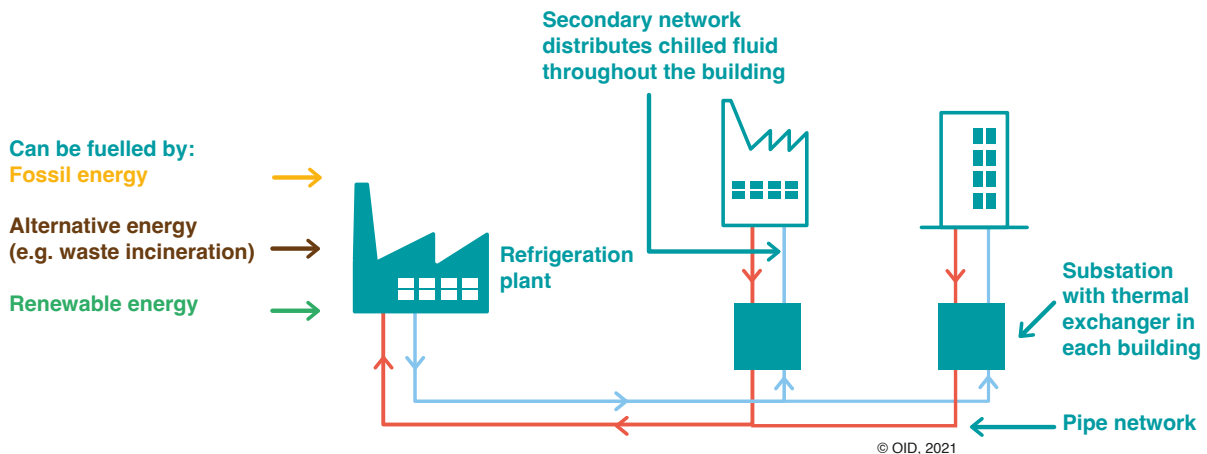 Secondary network
distributes chilled fluid
throughout the building
Can be fuelled by:
Fossil energy
Alternative energy
(e.g. waste incineration)
Renewable energy
Refrigeration
plant
Substation
with thermal
exchanger in
each building
Pipe network
© OID, 2021